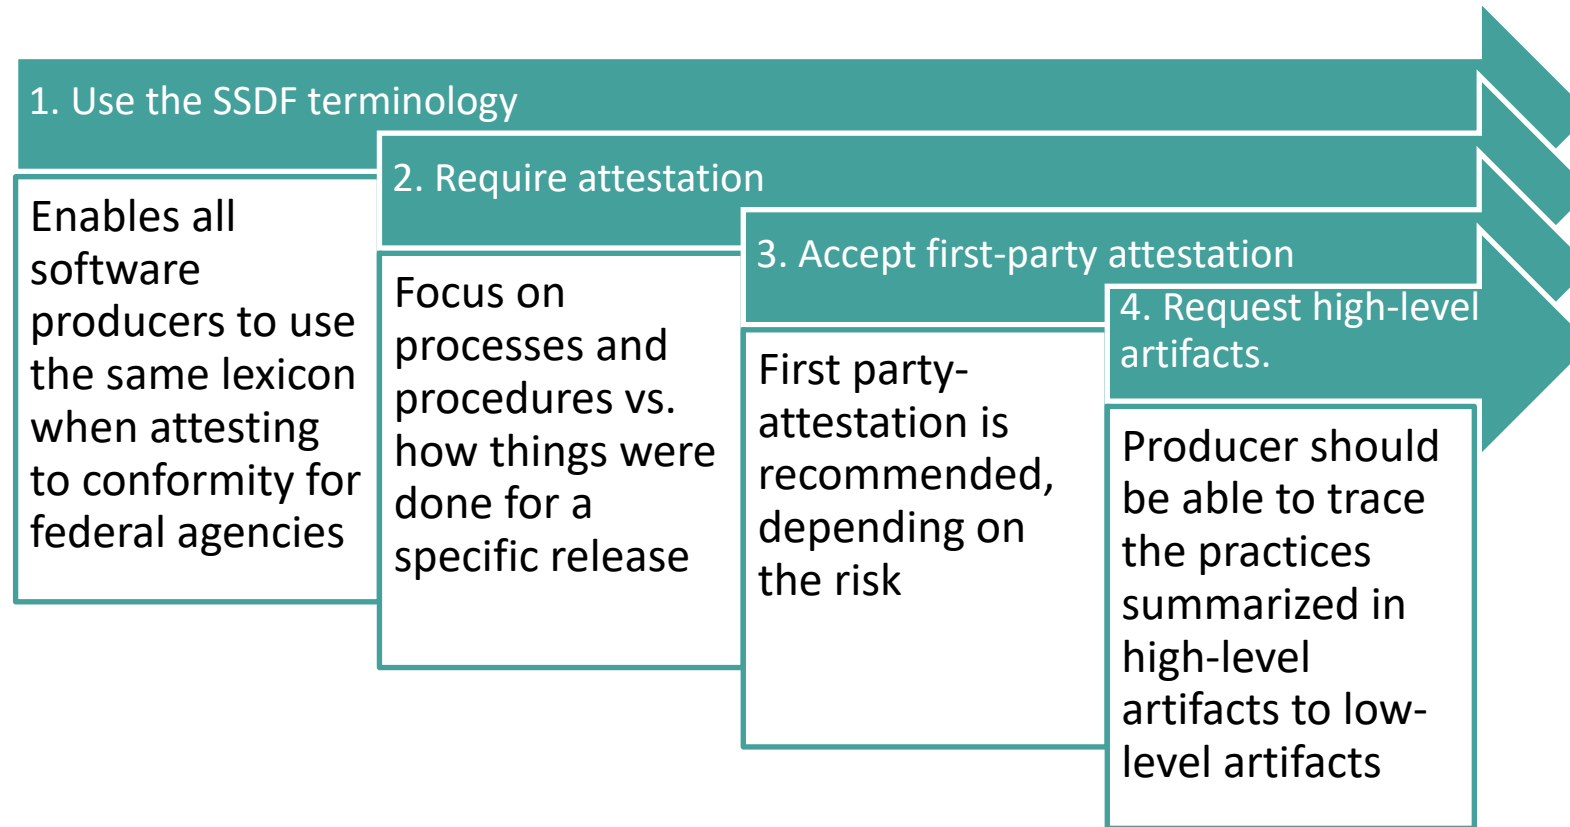 1. Use the SSDF terminology
Enables all
software
producers to use
the same lexicon
when attesting
to conformity for
federal agencies
2. Require attestation
Focus on
processes and
procedures vs.
how things were
done for a
specific release
3. Accept first-party attestation
First party-
attestation is
recommended,
depending on
the risk
4. Request high-level
artifacts.
Producer should
be able to trace
the practices
summarized in
high-level
artifacts to low-
level artifacts